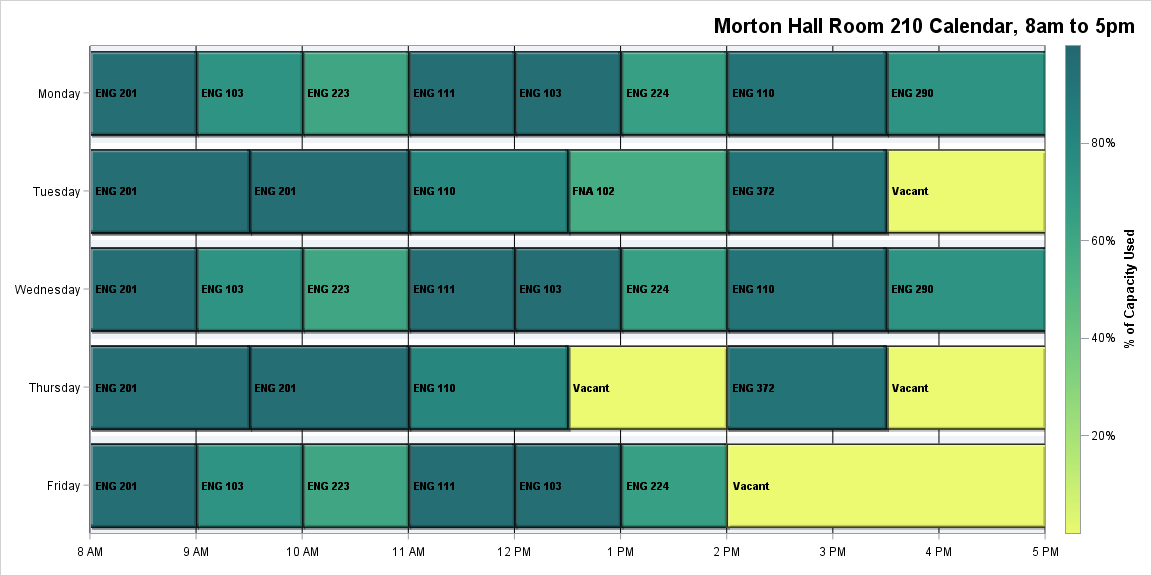 Morton Hall Room 210 Calendar, 8am to 5pm
Monday ENG 201 ENG 103 ENG 223 ENG 111 ENG 103 ENG 224 ENG 110 ENG 290
80%
Tuesday ENG 201 ENG 201 ENG 110 FNA 102 ENG 372 Vacant
60%
% of Capacity Used
Wednesday ENG 201 ENG 103 ENG 223 ENG 111 ENG 103 ENG 224 ENG 110 ENG 290
40%
Thursday ENG 201 ENG 201 ENG 110 Vacant ENG 372 Vacant
20%
Friday ENG 201 ENG 103 ENG 223 ENG 111 ENG 103 ENG 224 Vacant
8 AM 9 AM 10 AM 11 AM 12 PM 1 PM 2 PM 3 PM 4 PM 5 PM